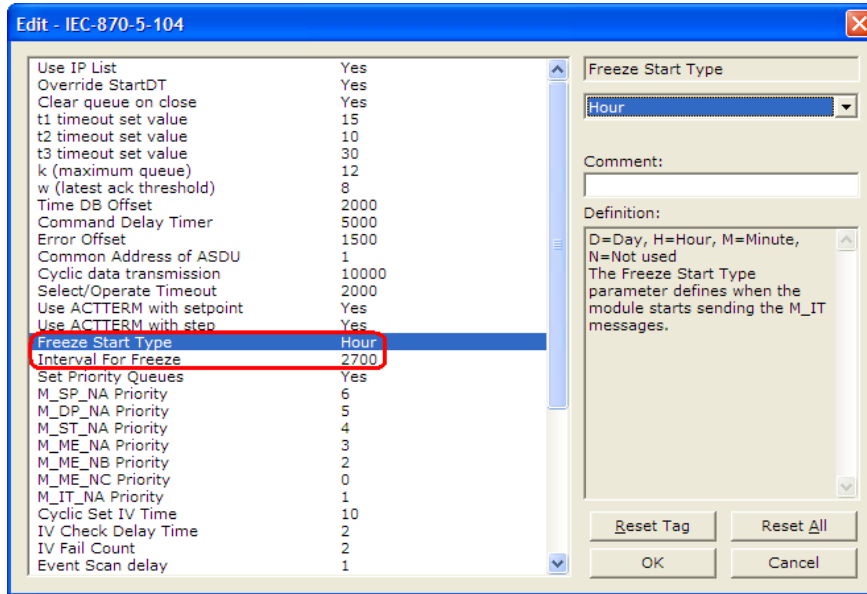 Edit - IEC-870-5-104
Use IP List Yes
Override StartDT Yes
Clear queue on close Yes
t1 timeout set value 15
t2 timeout set value 10
t3 timeout set value 30
k (maximum queue) 12
w (latest ack threshold) 8
Time DB Offset 2000
Command Delay Timer 5000
Error Offset 1500
Common Address of ASDU 1
Cyclic data transmission 10000
Select/Operate Timeout 2000
Use ACTTERM with setpoint Yes
Use ACTTERM with step Yes
Freeze Start Type Hour
Interval For Freeze 2700
Set Priority Queues Yes
M_SP_NA Priority 6
M_DP_NA Priority 5
M_ST_NA Priority 4
M_ME_NA Priority 3
M_ME_NB Priority 2
M_ME_NC Priority 0
M_IT_NA Priority 1
Cyclic Set IV Time 10
IV Check Delay Time 2
IV Fail Count 2
Event Scan delay 1
Freeze Start Type
Hour
Comment:
Definition:
D=Day, H=Hour, M=Minute,
N=Not used
The Freeze Start Type
parameter defines when the
module starts sending the M_IT
messages.
Reset Tag
Reset All
OK
Cancel